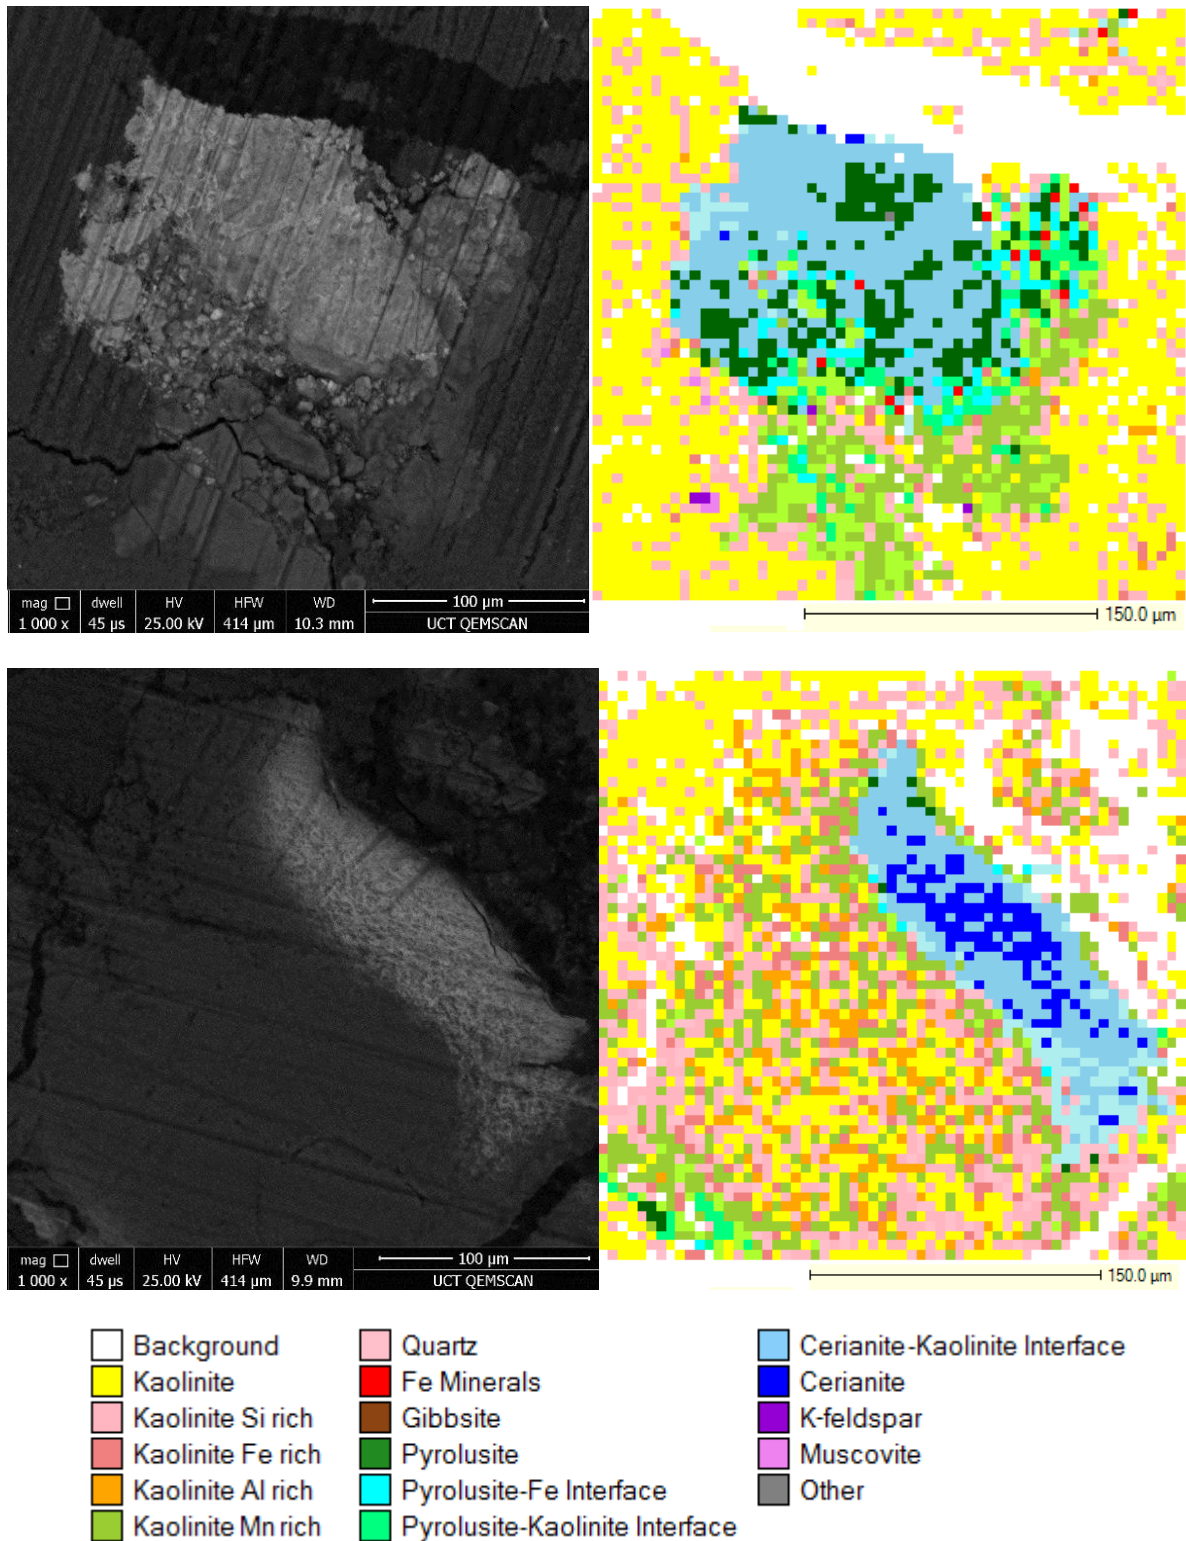 mag □ dwell HV HFW WD 100 µm
1 000 x 45 µs 25.00 kV 414 µm 10.3 mm UCT QEMSCAN
150.0 µm
mag □ dwell HV HFW WD 100 µm
1 000 x 45 µs 25.00 kV 414 µm 9.9 mm UCT QEMSCAN
150.0 µm
Background Quartz Cerianite-Kaolinite Interface
Kaolinite Fe Minerals Cerianite
Kaolinite Si rich Gibbsite K-feldspar
Kaolinite Fe rich Pyrolusite Muscovite
Kaolinite Al rich Pyrolusite-Fe Interface Other
Kaolinite Mn rich Pyrolusite-Kaolinite Interface